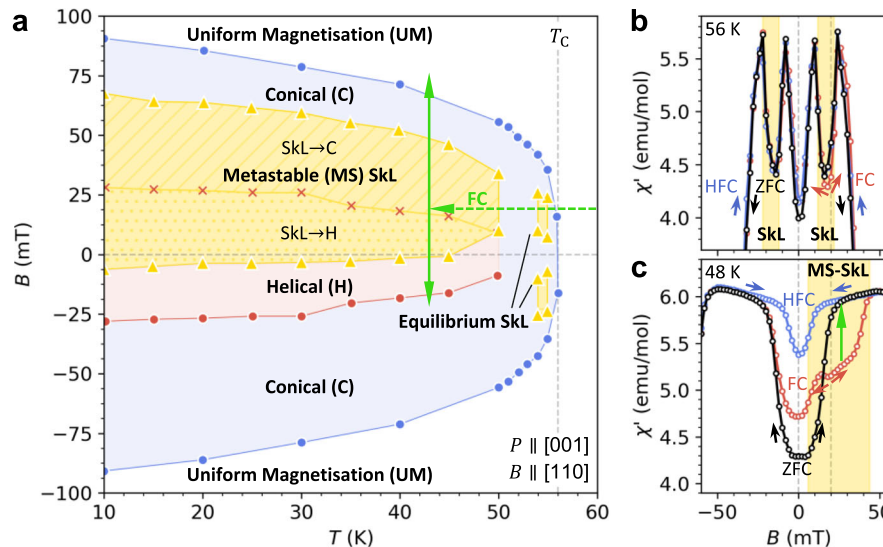 a
Uniform Magnetisation (UM)
T_C
Conical (C)
SkL→C
Metastable (MS) SkL
FC
SkL→H
Helical (H)
Equilibrium SkL
Conical (C)
P ∥ [001]
B ∥ [110]
Uniform Magnetisation (UM)
100
75
50
25
0
−25
−50
−75
−100
B (mT)
10
20
30
40
50
60
T (K)
b
56 K
5.5
5.0
4.5
4.0
χ' (emu/mol)
HFC
ZFC
FC
SkL
SkL
c
48 K
MS-SkL
HFC
FC
ZFC
6.0
5.5
5.0
4.5
4.0
χ' (emu/mol)
−50
0
50
B (mT)